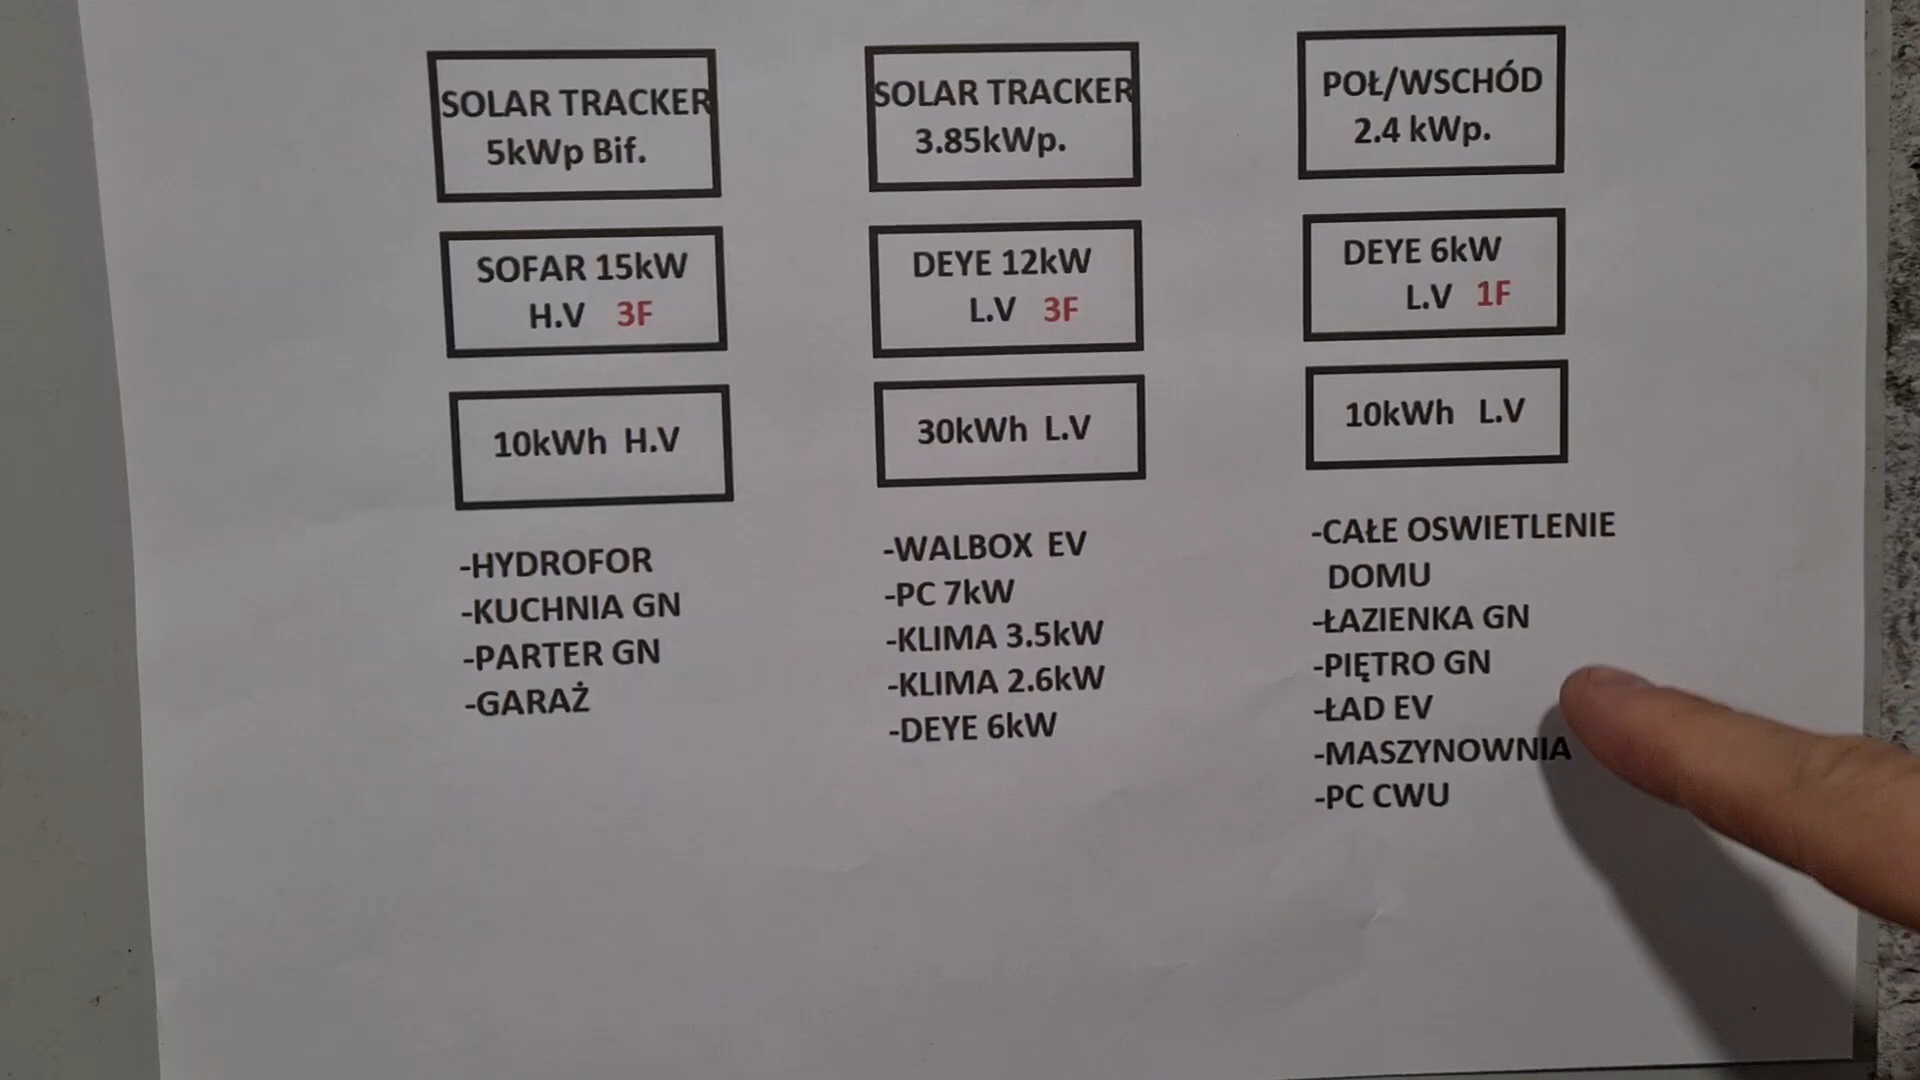 SOLAR TRACKER
5kWp Bif.
SOFAR 15kW
H.V 3F
10kWh H.V
-HYDROFOR
-KUCHNIA GN
-PARTER GN
-GARAŻ
SOLAR TRACKER
3.85kWp.
DEYE 12kW
L.V 3F
30kWh L.V
-WALBOX EV
-PC 7kW
-KLIMA 3.5kW
-KLIMA 2.6kW
-DEYE 6kW
POŁ/WSCHÓD
2.4 kWp.
DEYE 6kW
L.V 1F
10kWh L.V
-CAŁE OSWIETLENIE
DOMU
-ŁAZIENKA GN
-PIĘTRO GN
-ŁAD EV
-MASZYNOWNIA
-PC CWU